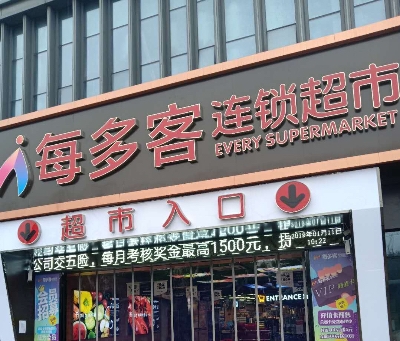 每多客 连锁超市
EVERY SUPERMARKET
超市入口
公司交五险，每月考核奖金最高1500元，
ENTRANCE
VIP